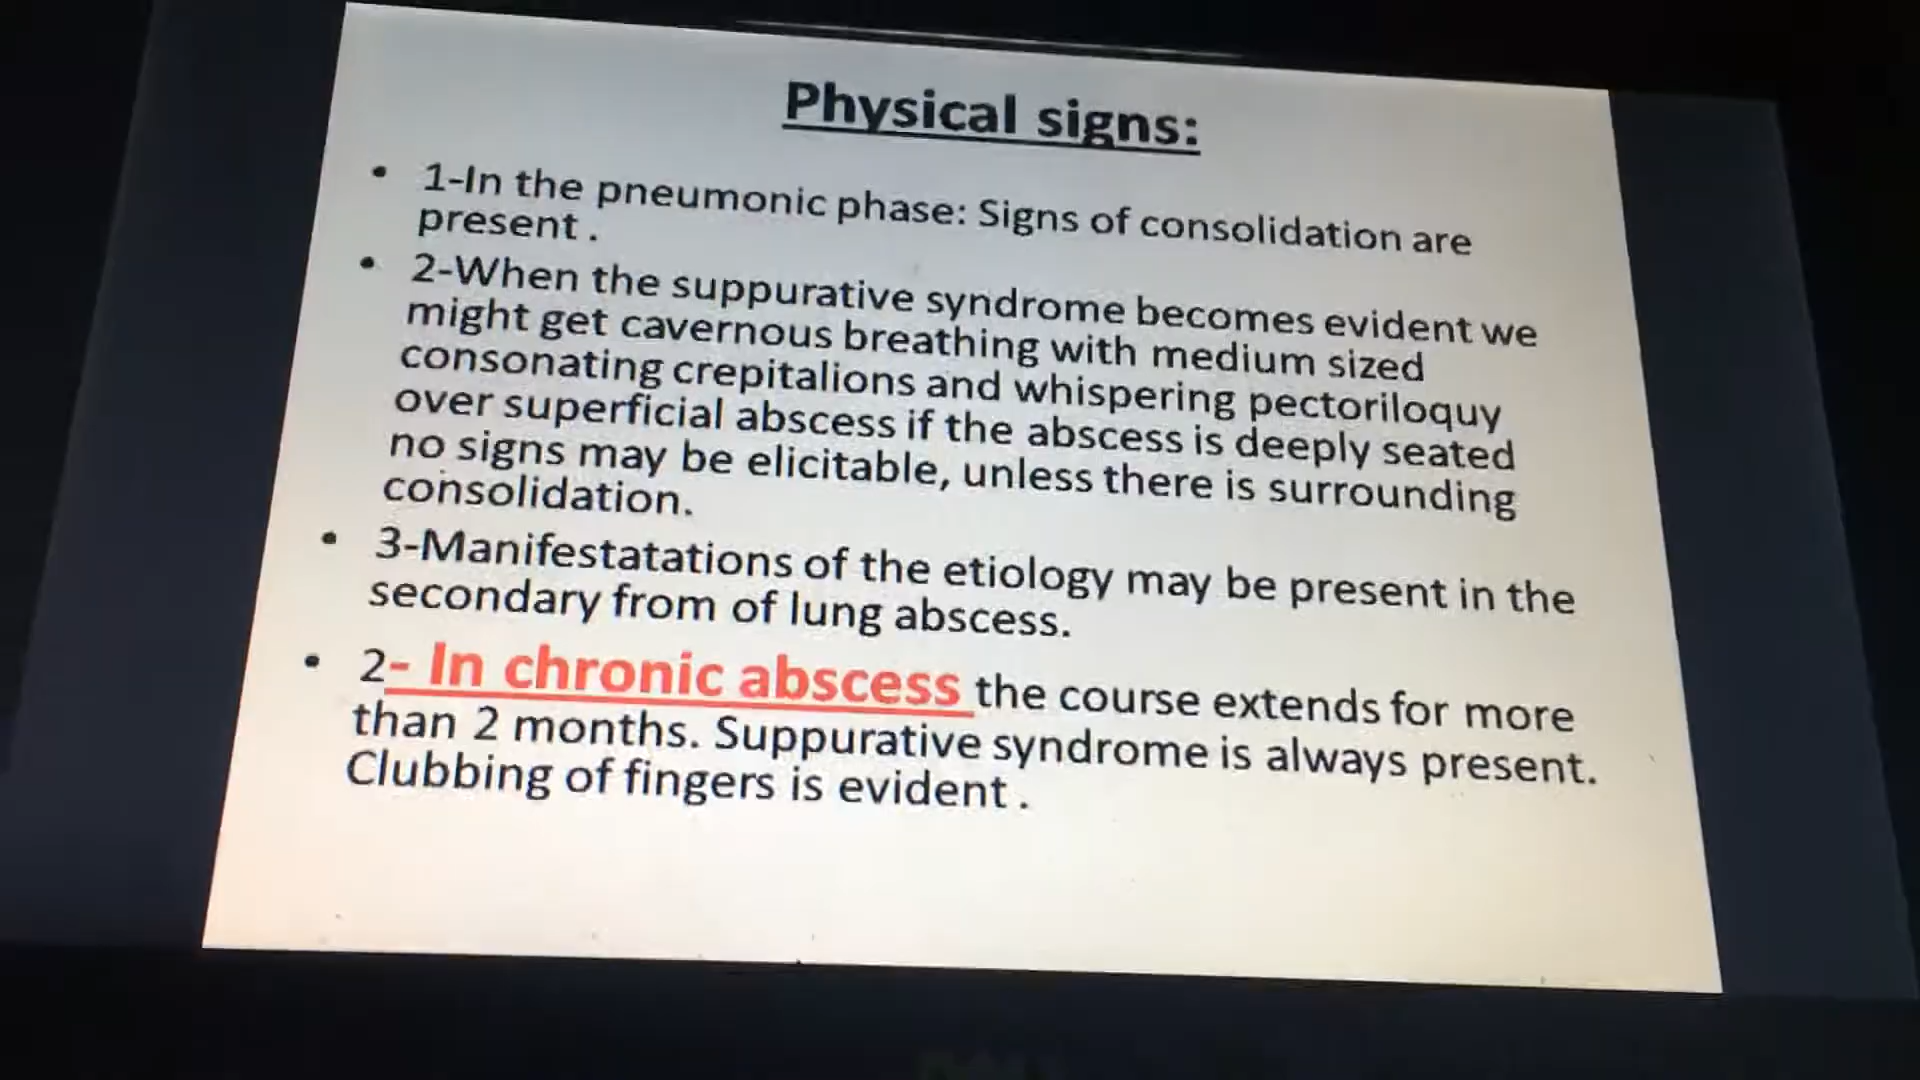 Physical signs:
• 1-In the pneumonic phase: Signs of consolidation are
present .
• 2-When the suppurative syndrome becomes evident we
might get cavernous breathing with medium sized
consonating crepitalions and whispering pectoriloquy
over superficial abscess if the abscess is deeply seated
no signs may be elicitable, unless there is surrounding
consolidation.
• 3-Manifestatations of the etiology may be present in the
secondary from of lung abscess.
• 2- In chronic abscess the course extends for more
than 2 months. Suppurative syndrome is always present.
Clubbing of fingers is evident .